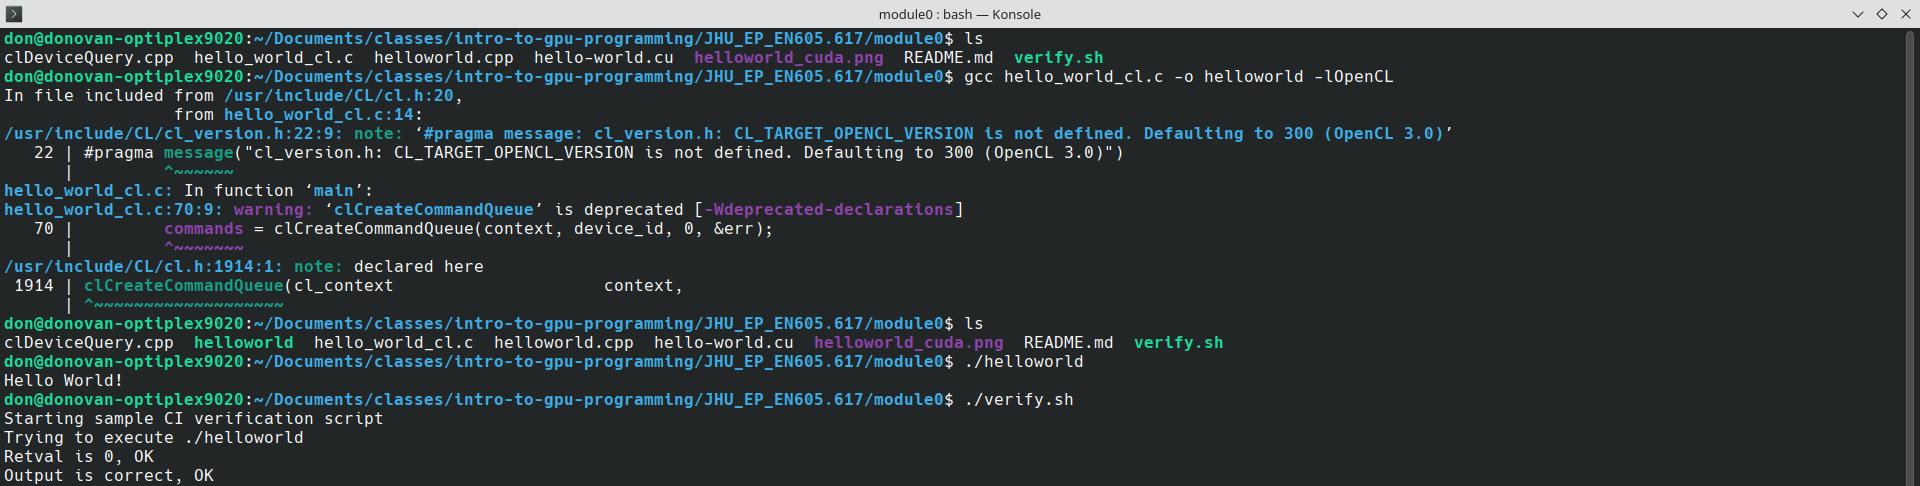 module0 : bash — Konsole
don@donovan-optiplex9020:~/Documents/classes/intro-to-gpu-programming/JHU_EP_EN605.617/module0$ ls
clDeviceQuery.cpp  hello_world_cl.c  helloworld.cpp  hello-world.cu  helloworld_cuda.png  README.md  verify.sh
don@donovan-optiplex9020:~/Documents/classes/intro-to-gpu-programming/JHU_EP_EN605.617/module0$ gcc hello_world_cl.c -o helloworld -lOpenCL
In file included from /usr/include/CL/cl.h:20,
                 from hello_world_cl.c:14:
/usr/include/CL/cl_version.h:22:9: note: ‘#pragma message: cl_version.h: CL_TARGET_OPENCL_VERSION is not defined. Defaulting to 300 (OpenCL 3.0)’
   22 | #pragma message("cl_version.h: CL_TARGET_OPENCL_VERSION is not defined. Defaulting to 300 (OpenCL 3.0)")
      |         ^~~~~~~
hello_world_cl.c: In function ‘main’:
hello_world_cl.c:70:9: warning: ‘clCreateCommandQueue’ is deprecated [-Wdeprecated-declarations]
   70 |         commands = clCreateCommandQueue(context, device_id, 0, &err);
      |         ^~~~~~~~
/usr/include/CL/cl.h:1914:1: note: declared here
 1914 | clCreateCommandQueue(cl_context                     context,
      | ^~~~~~~~~~~~~~~~~~~~
don@donovan-optiplex9020:~/Documents/classes/intro-to-gpu-programming/JHU_EP_EN605.617/module0$ ls
clDeviceQuery.cpp  helloworld  hello_world_cl.c  helloworld.cpp  hello-world.cu  helloworld_cuda.png  README.md  verify.sh
don@donovan-optiplex9020:~/Documents/classes/intro-to-gpu-programming/JHU_EP_EN605.617/module0$ ./helloworld
Hello World!
don@donovan-optiplex9020:~/Documents/classes/intro-to-gpu-programming/JHU_EP_EN605.617/module0$ ./verify.sh
Starting sample CI verification script
Trying to execute ./helloworld
Retval is 0, OK
Output is correct, OK